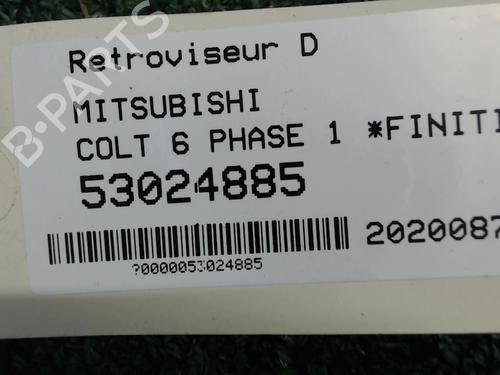 Retroviseur D
MITSUBISHI
COLT 6 PHASE 1 *FINITI
53024885
2020087
?0000053024885
B-PARTS